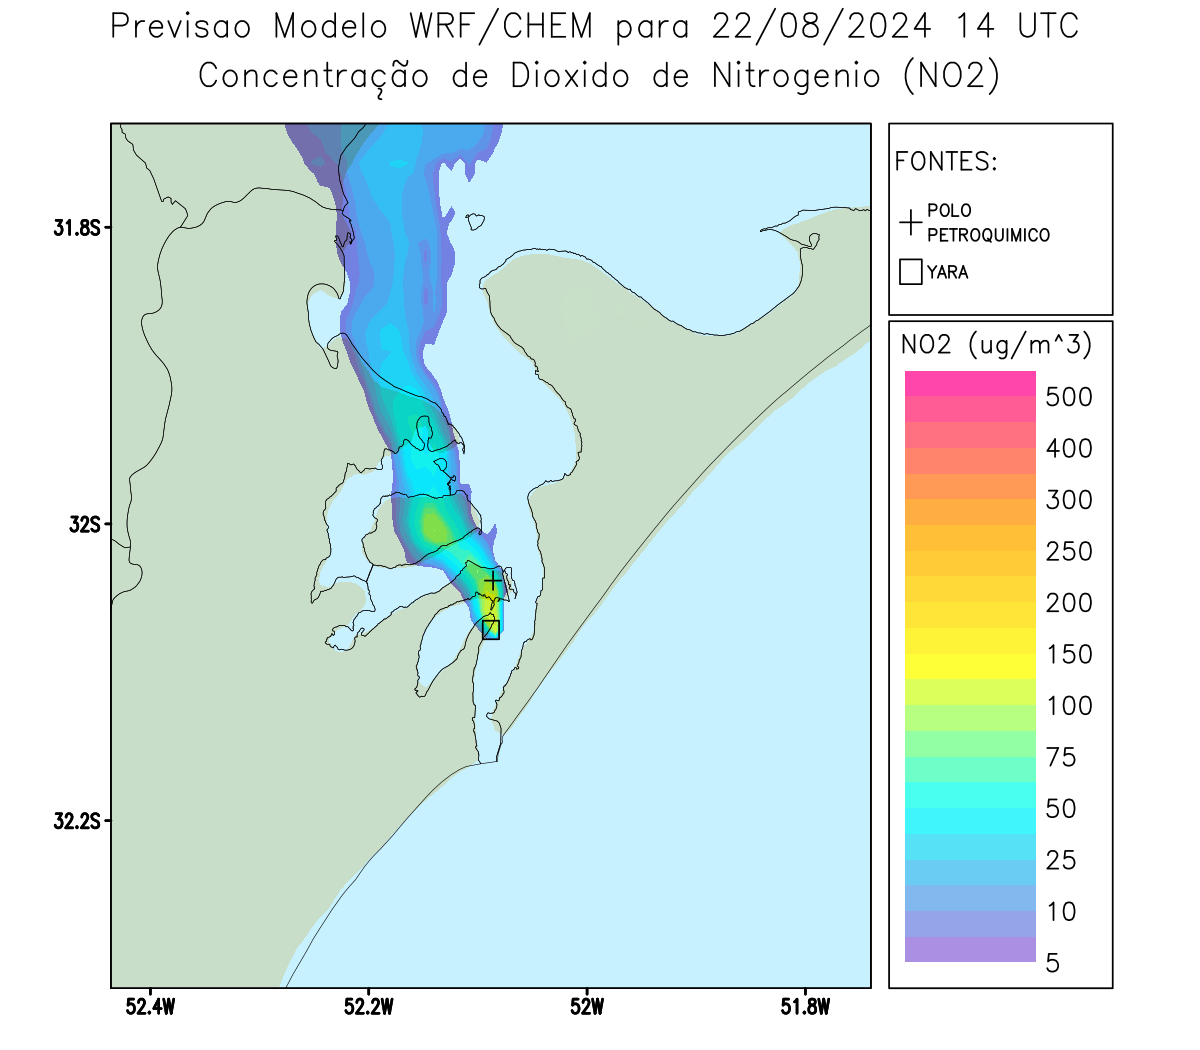 Previsao Modelo WRF/CHEM para 22/08/2024 14 UTC
Concentração de Dioxido de Nitrogenio (NO2)
FONTES:
POLO
PETROQUIMICO
YARA
NO2 (ug/m^3)
500
400
300
250
200
150
100
75
50
25
10
5
31.8S
32S
32.2S
52.4W
52.2W
52W
51.8W